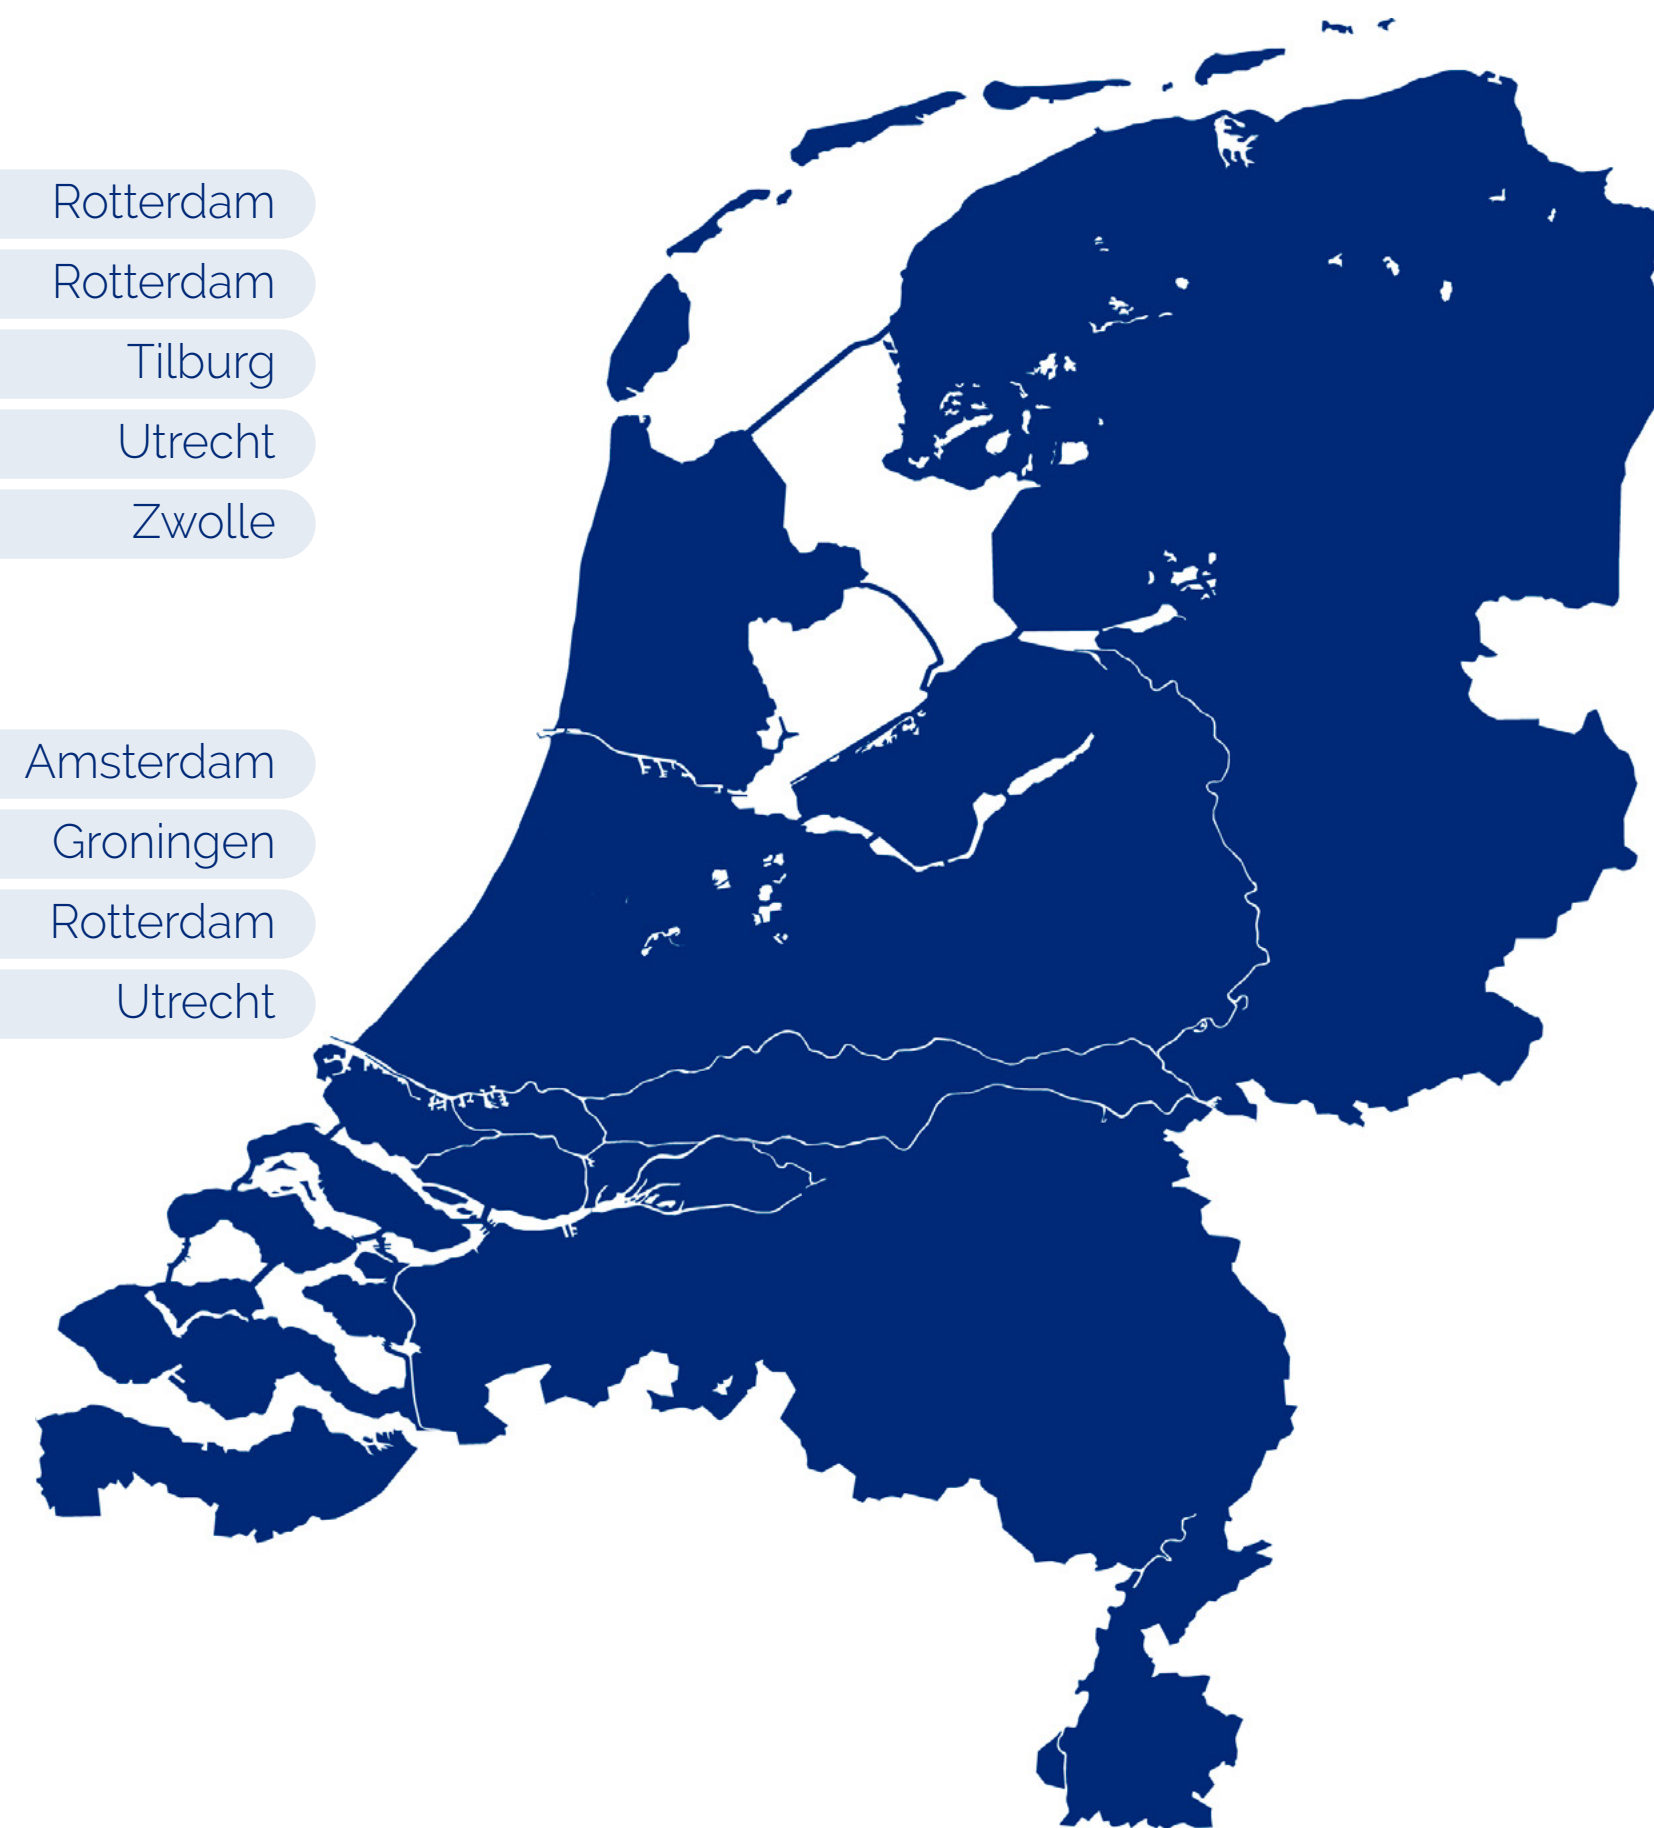 Rotterdam
Rotterdam
Tilburg
Utrecht
Zwolle
Amsterdam
Groningen
Rotterdam
Utrecht